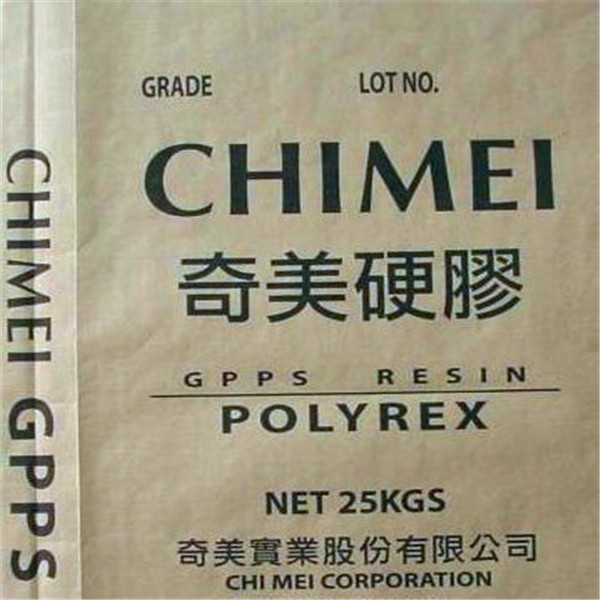 GRADE LOT NO.
CHIMEI
奇美硬膠
GPPS RESIN
POLYREX
NET 25KGS
奇美實業股份有限公司
CHI MEI CORPORATION
CHIMEI GPPS